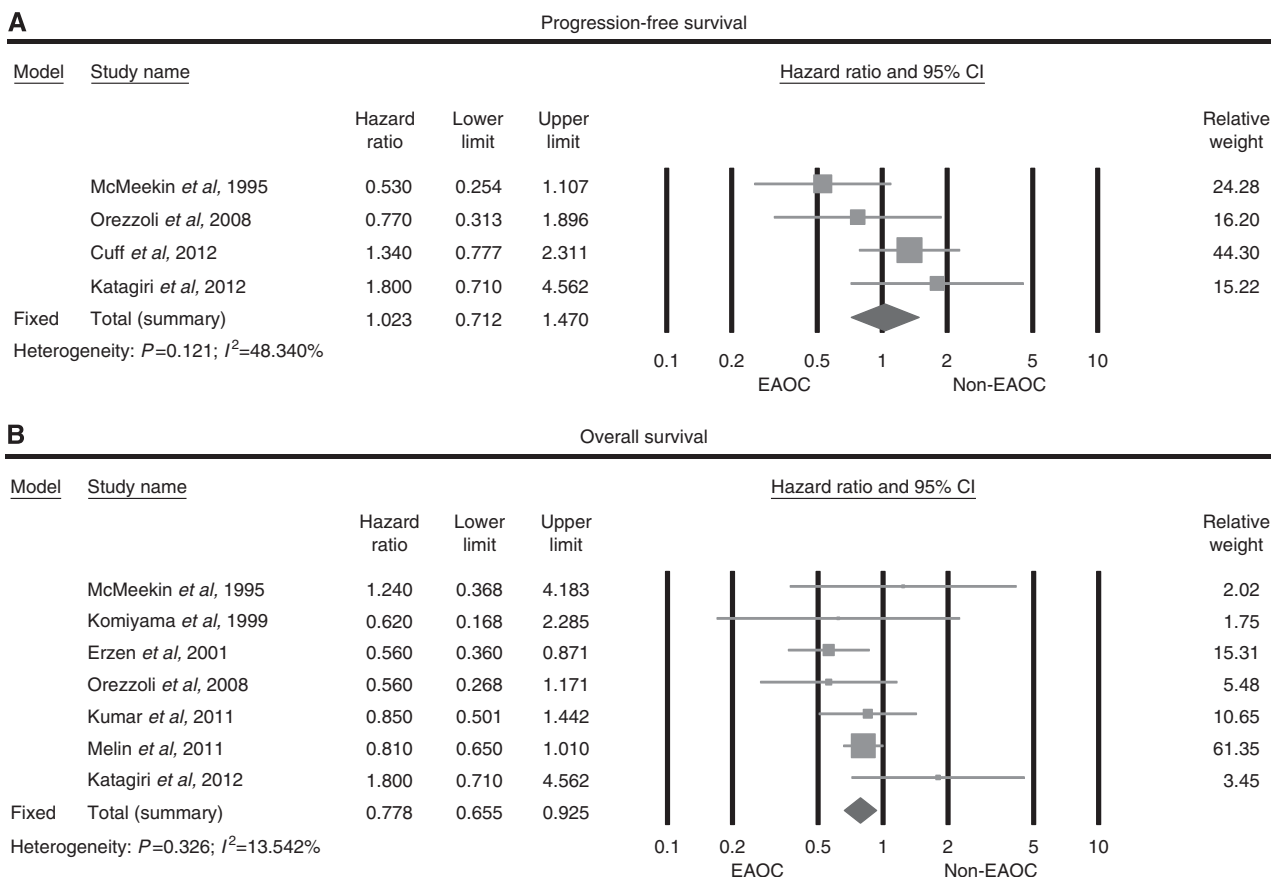 A
Progression-free survival
Model Study name Hazard ratio and 95% CI
Hazard Lower Upper Relative
ratio limit limit weight
McMeekin et al, 1995 0.530 0.254 1.107 24.28
Orezzoli et al, 2008 0.770 0.313 1.896 16.20
Cuff et al, 2012 1.340 0.777 2.311 44.30
Katagiri et al, 2012 1.800 0.710 4.562 15.22
Fixed Total (summary) 1.023 0.712 1.470
Heterogeneity: P=0.121; I²=48.340%
0.1 0.2 0.5 1 2 5 10
EAOC Non-EAOC
B
Overall survival
Model Study name Hazard ratio and 95% CI
Hazard Lower Upper Relative
ratio limit limit weight
McMeekin et al, 1995 1.240 0.368 4.183 2.02
Komiyama et al, 1999 0.620 0.168 2.285 1.75
Erzen et al, 2001 0.560 0.360 0.871 15.31
Orezzoli et al, 2008 0.560 0.268 1.171 5.48
Kumar et al, 2011 0.850 0.501 1.442 10.65
Melin et al, 2011 0.810 0.650 1.010 61.35
Katagiri et al, 2012 1.800 0.710 4.562 3.45
Fixed Total (summary) 0.778 0.655 0.925
Heterogeneity: P=0.326; I²=13.542%
0.1 0.2 0.5 1 2 5 10
EAOC Non-EAOC